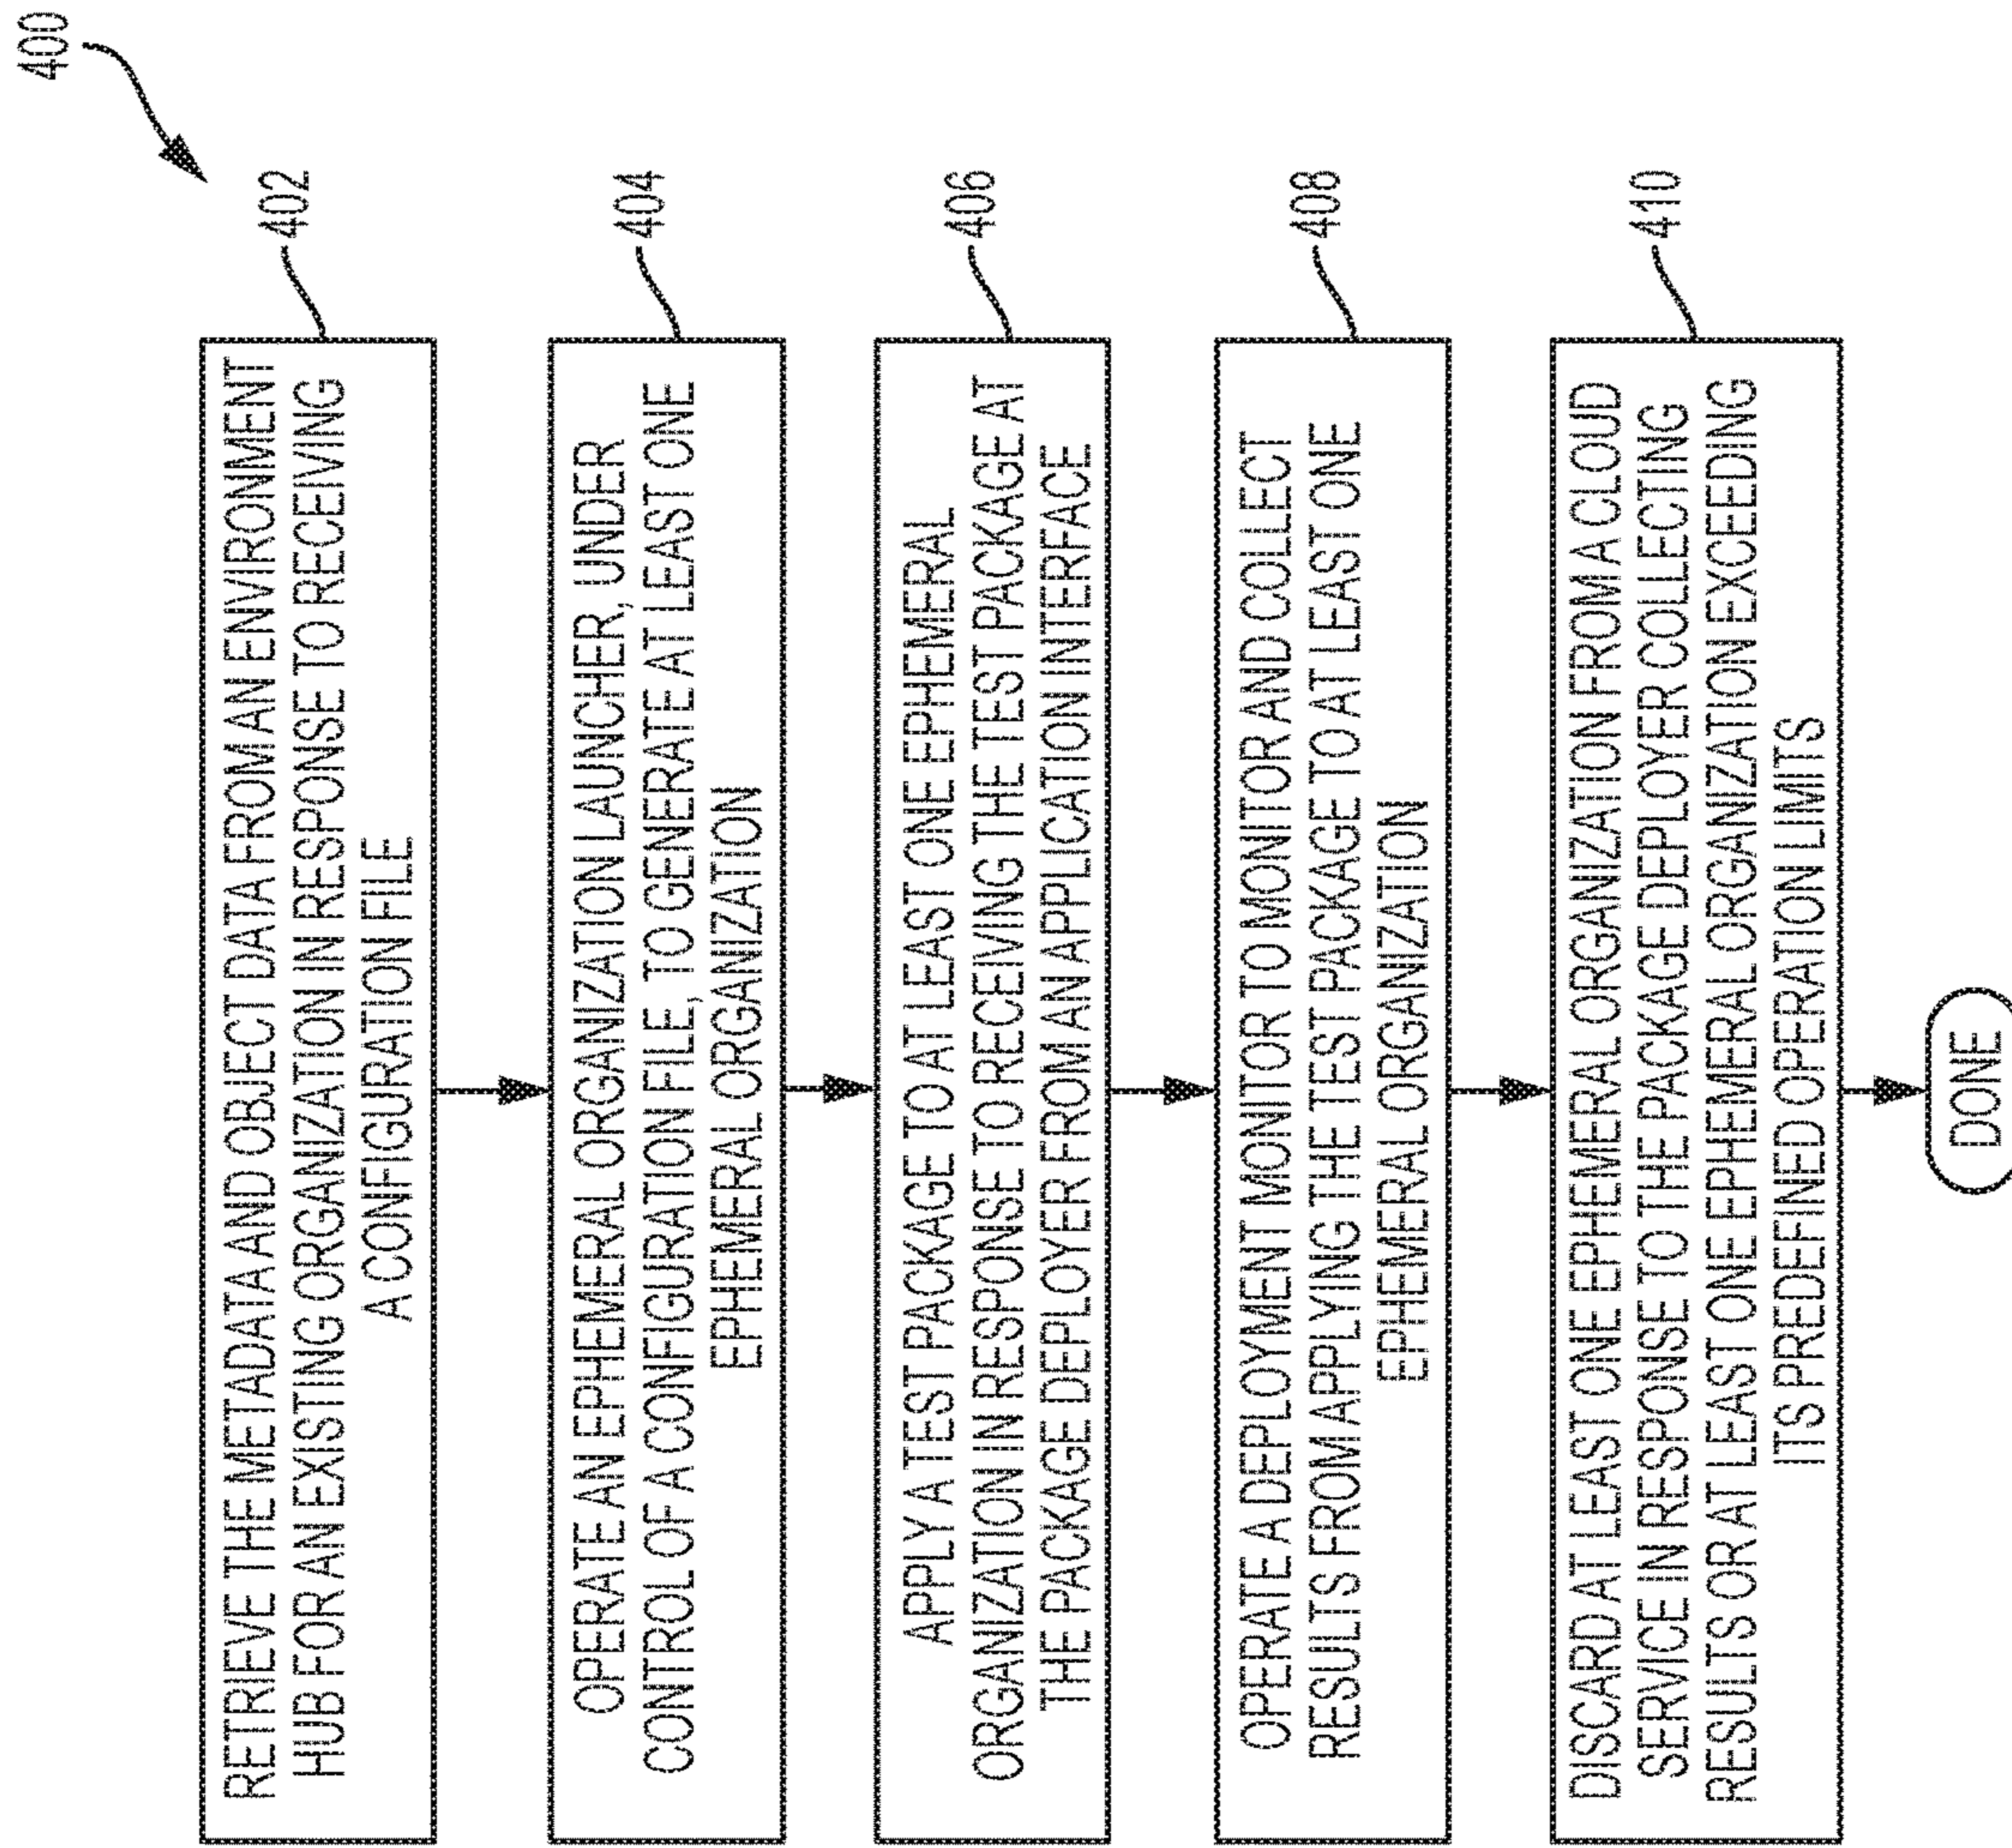 400
RETRIEVE THE METADATA AND OBJECT DATA FROM AN ENVIRONMENT
HUB FOR AN EXISTING ORGANIZATION IN RESPONSE TO RECEIVING
A CONFIGURATION FILE
402
OPERATE AN EPHEMERAL ORGANIZATION LAUNCHER, UNDER
CONTROL OF A CONFIGURATION FILE, TO GENERATE AT LEAST ONE
EPHEMERAL ORGANIZATION
404
APPLY A TEST PACKAGE TO AT LEAST ONE EPHEMERAL
ORGANIZATION IN RESPONSE TO RECEIVING THE TEST PACKAGE AT
THE PACKAGE DEPLOYER FROM AN APPLICATION INTERFACE
406
OPERATE A DEPLOYMENT MONITOR TO MONITOR AND COLLECT
RESULTS FROM APPLYING THE TEST PACKAGE TO AT LEAST ONE
EPHEMERAL ORGANIZATION
408
DISCARD AT LEAST ONE EPHEMERAL ORGANIZATION FROM A CLOUD
SERVICE IN RESPONSE TO THE PACKAGE DEPLOYER COLLECTING
RESULTS OR AT LEAST ONE EPHEMERAL ORGANIZATION EXCEEDING
ITS PREDEFINED OPERATION LIMITS
410
DONE